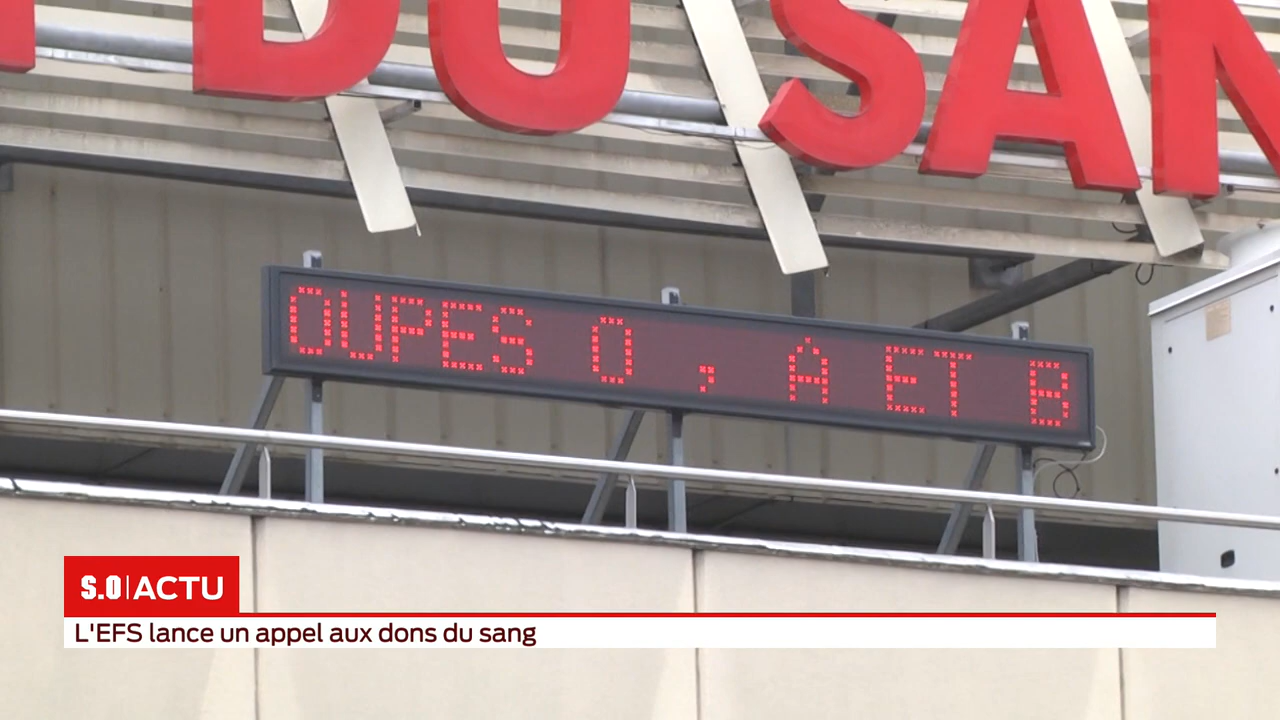 DU SAN
OUPES O , A ET B
S.O|ACTU
L'EFS lance un appel aux dons du sang